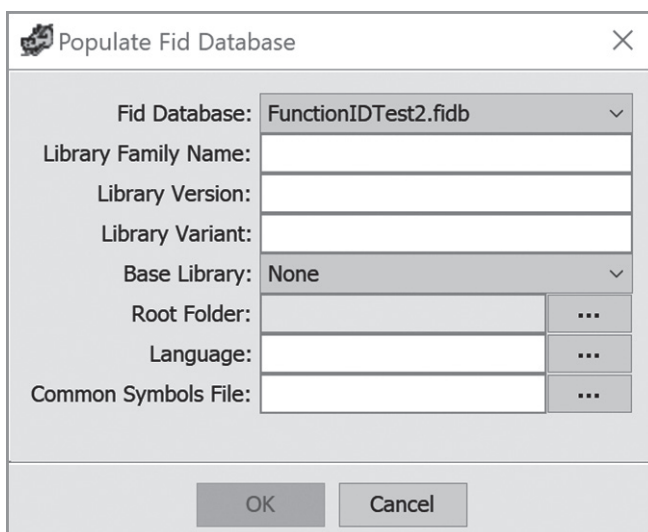 Populate Fid Database
Fid Database: FunctionIDTest2.fidb
Library Family Name:
Library Version:
Library Variant:
Base Library: None
Root Folder: ...
Language: ...
Common Symbols File: ...
OK Cancel